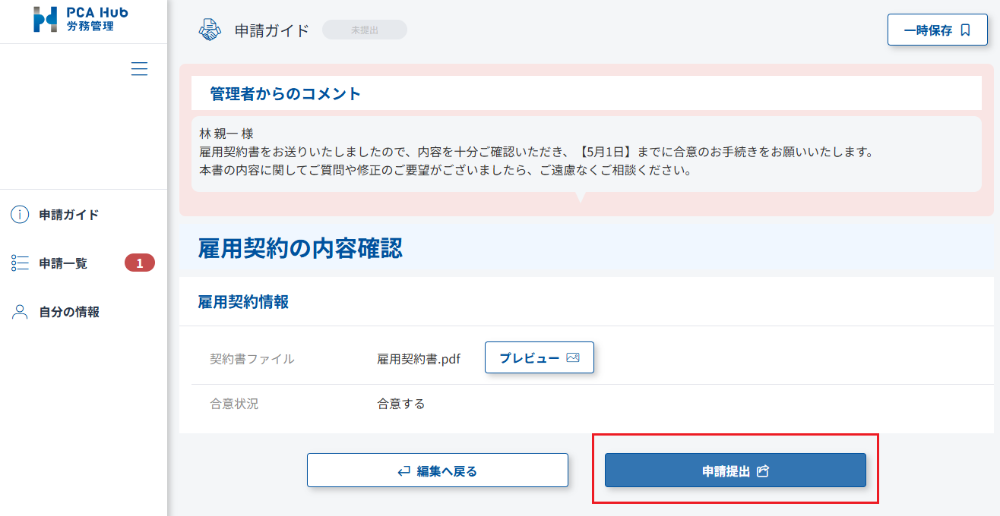 PCA Hub
労務管理
申請ガイド
申請一覧
1
自分の情報
申請ガイド
未提出
一時保存
管理者からのコメント
林 親一 様
雇用契約書をお送りいたしましたので、内容を十分ご確認いただき、【5月1日】までに合意のお手続きをお願いいたします。
本書の内容に関してご質問や修正のご要望がございましたら、ご遠慮なくご相談ください。
雇用契約の内容確認
雇用契約情報
契約書ファイル
雇用契約書.pdf
プレビュー
合意状況
合意する
編集へ戻る
申請提出